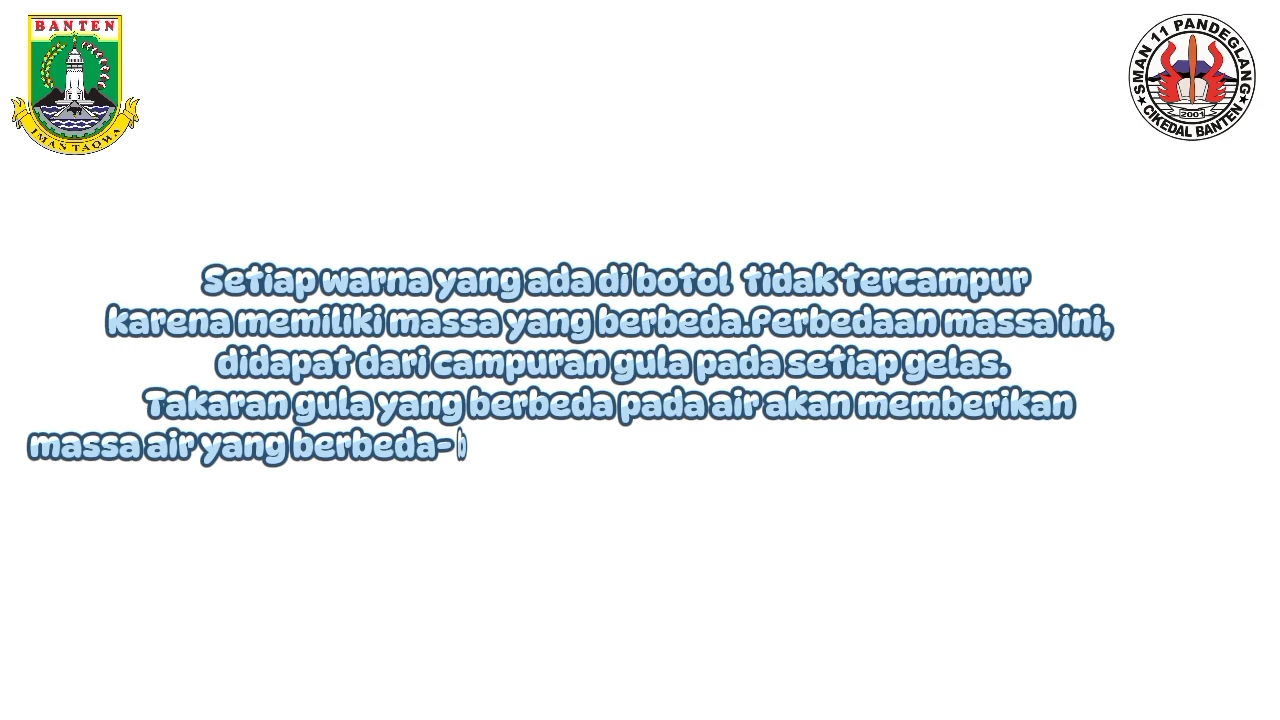 BANTEN
IMAN TAQWA
SMAN 11 PANDEGLANG
2001
CIKEDAL BANTEN
Setiap warna yang ada di botol tidak tercampur
karena memiliki massa yang berbeda.Perbedaan massa ini,
didapat dari campuran gula pada setiap gelas.
Takaran gula yang berbeda pada air akan memberikan
massa air yang berbeda-